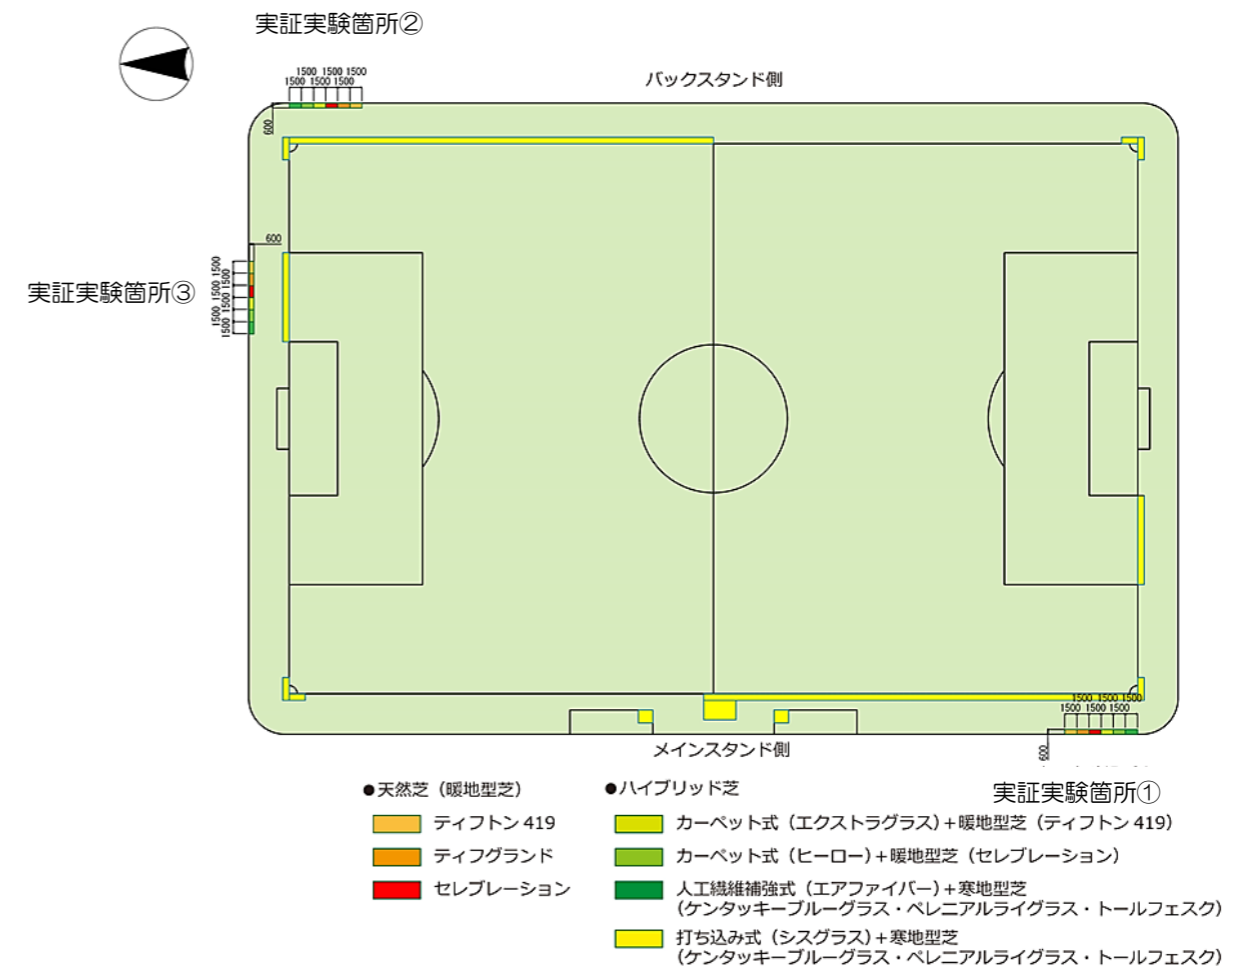 実証実験箇所②
バックスタンド側
1500 1500 1500
1500 1500 1500
600
600
実証実験箇所③
1500 1500 1500
1500 1500 1500
1500 1500 1500
1500 1500 1500
600
メインスタンド側
実証実験箇所①
●天然芝（暖地型芝）
ティフトン 419
ティフグランド
セレブレーション
●ハイブリッド芝
カーペット式（エクストラグラス）＋暖地型芝（ティフトン 419）
カーペット式（ヒーロー）＋暖地型芝（セレブレーション）
人工繊維補強式（エアファイバー）＋寒地型芝
（ケンタッキーブルーグラス・ペレニアルライグラス・トールフェスク）
打ち込み式（シスグラス）＋寒地型芝
（ケンタッキーブルーグラス・ペレニアルライグラス・トールフェスク）